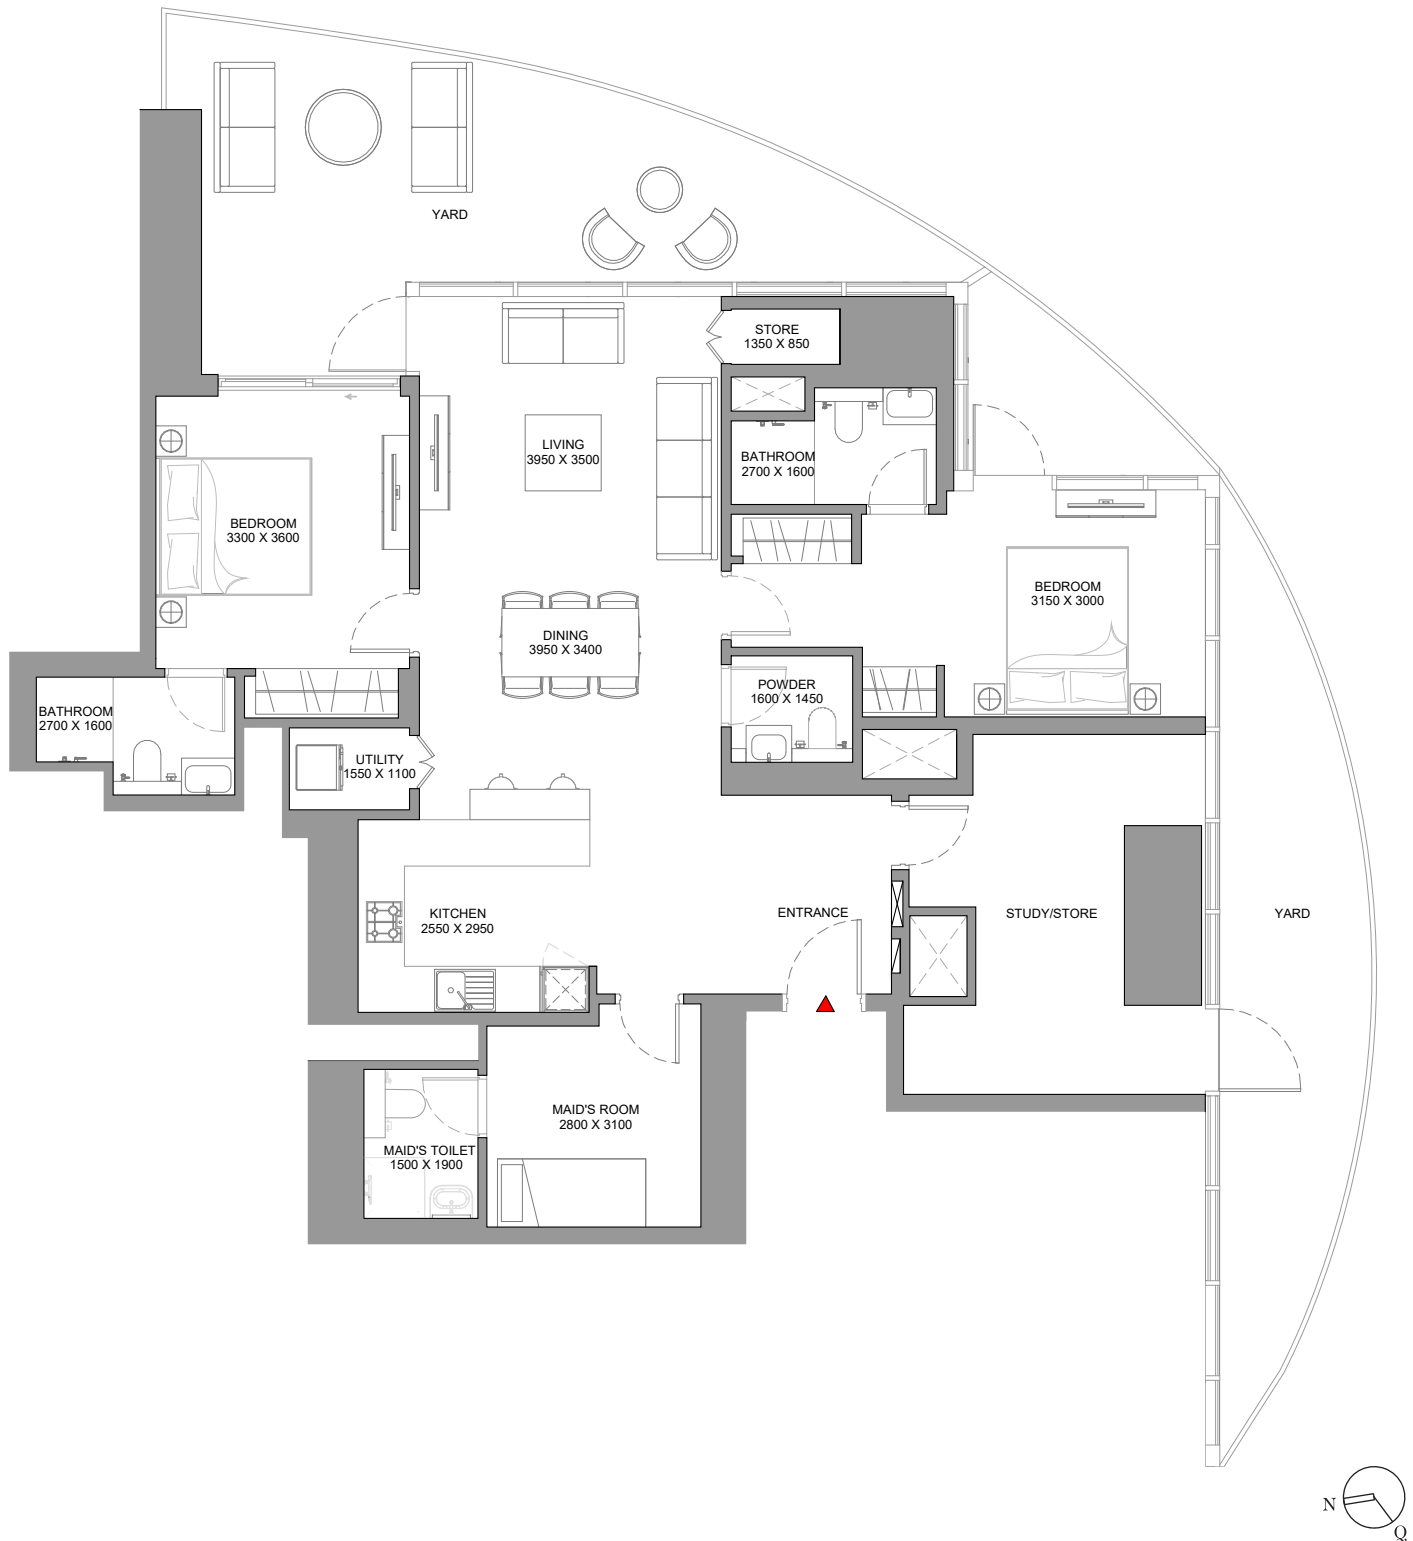 YARD
STORE
1350 X 850
LIVING
3950 X 3500
BATHROOM
2700 X 1600
BEDROOM
3300 X 3600
BEDROOM
3150 X 3000
DINING
3950 X 3400
POWDER
1600 X 1450
BATHROOM
2700 X 1600
UTILITY
1550 X 1100
KITCHEN
2550 X 2950
ENTRANCE
STUDY/STORE
YARD
MAID'S ROOM
2800 X 3100
MAID'S TOILET
1500 X 1900
N
Q